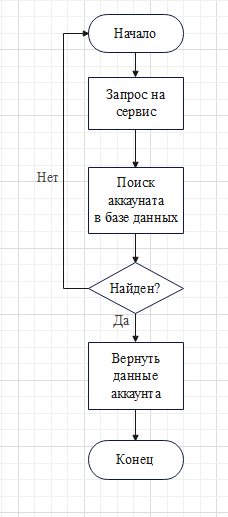 Начало
Запрос на
сервис
Нет
Поиск
аккауната
в базе данных
Найден?
Да
Вернуть
данные
аккаунта
Конец